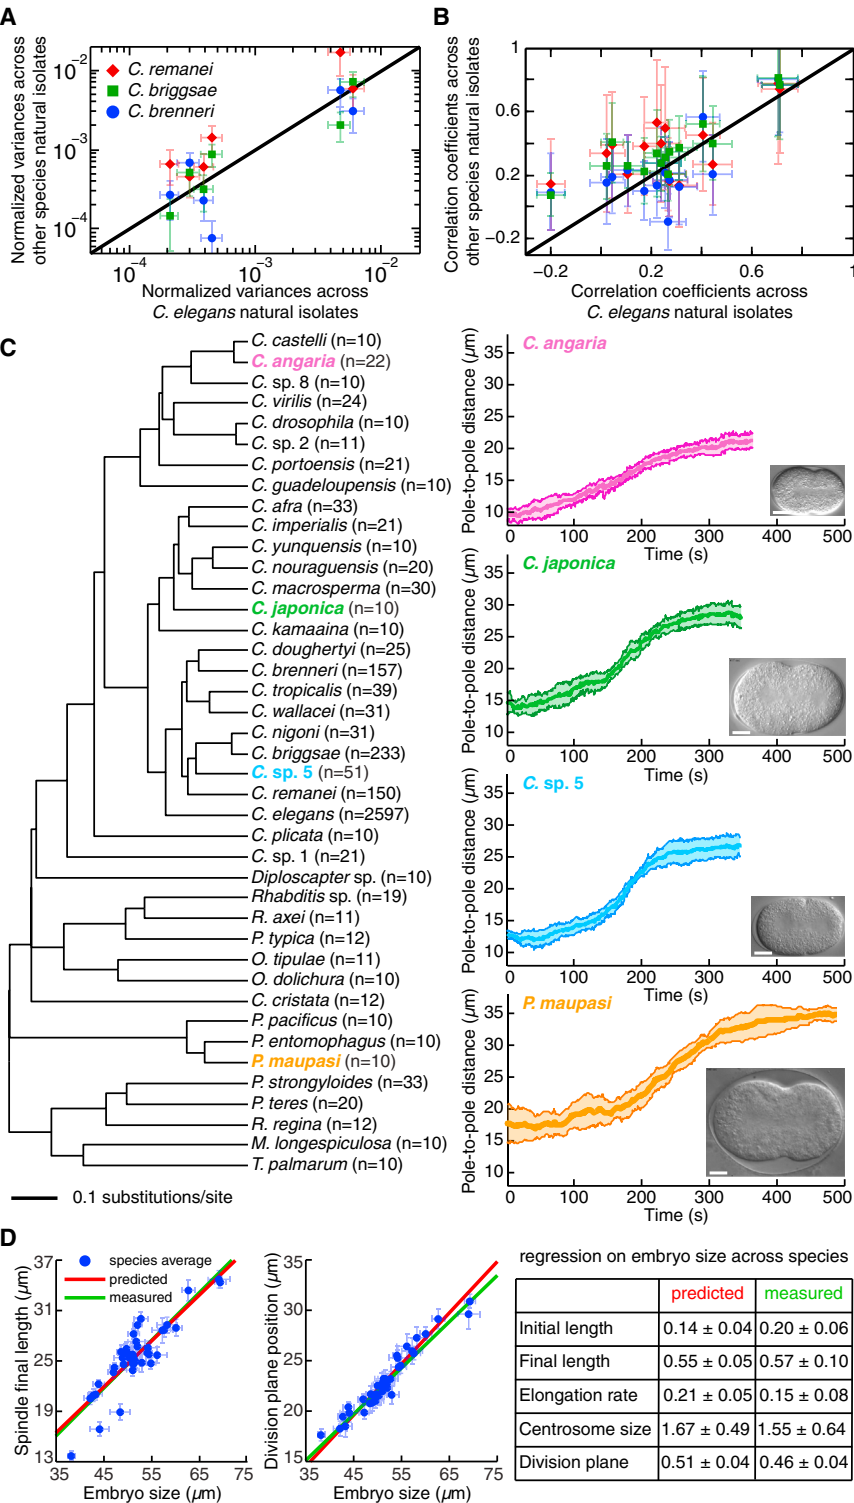 A
Normalized variances across
other species natural isolates
10⁻²
10⁻³
10⁻⁴
C. remanei
C. briggsae
C. brenneri
10⁻⁴
10⁻³
10⁻²
Normalized variances across
C. elegans natural isolates
B
Correlation coefficients across
other species natural isolates
1
0.6
0.2
−0.2
−0.2
0.2
0.6
1
Correlation coefficients across
C. elegans natural isolates
C
C. castelli (n=10)
C. angaria (n=22)
C. sp. 8 (n=10)
C. virilis (n=24)
C. drosophila (n=10)
C. sp. 2 (n=11)
C. portoensis (n=21)
C. guadeloupensis (n=10)
C. afra (n=33)
C. imperialis (n=21)
C. yunquensis (n=10)
C. nouraguensis (n=20)
C. macrosperma (n=30)
C. japonica (n=10)
C. kamaaina (n=10)
C. doughertyi (n=25)
C. brenneri (n=157)
C. tropicalis (n=39)
C. wallacei (n=31)
C. nigoni (n=31)
C. briggsae (n=233)
C. sp. 5 (n=51)
C. remanei (n=150)
C. elegans (n=2597)
C. plicata (n=10)
C. sp. 1 (n=21)
Diploscapter sp. (n=10)
Rhabditis sp. (n=19)
R. axei (n=11)
P. typica (n=12)
O. tipulae (n=11)
O. dolichura (n=10)
C. cristata (n=12)
P. pacificus (n=10)
P. entomophagus (n=10)
P. maupasi (n=10)
P. strongyloides (n=33)
P. teres (n=20)
R. regina (n=12)
M. longespiculosa (n=10)
T. palmarum (n=10)
0.1 substitutions/site
C. angaria
Pole-to-pole distance (µm)
35
30
25
20
15
10
0 100 200 300 400 500
Time (s)
C. japonica
Pole-to-pole distance (µm)
35
30
25
20
15
10
0 100 200 300 400 500
Time (s)
C. sp. 5
Pole-to-pole distance (µm)
35
30
25
20
15
10
0 100 200 300 400 500
Time (s)
P. maupasi
Pole-to-pole distance (µm)
35
30
25
20
15
10
0 100 200 300 400 500
Time (s)
D
Spindle final length (µm)
37
31
25
19
13
species average
predicted
measured
35 45 55 65 75
Embryo size (µm)
Division plane position (µm)
35
30
25
20
15
35 45 55 65 75
Embryo size (µm)
regression on embryo size across species
predicted measured
Initial length 0.14 ± 0.04 0.20 ± 0.06
Final length 0.55 ± 0.05 0.57 ± 0.10
Elongation rate 0.21 ± 0.05 0.15 ± 0.08
Centrosome size 1.67 ± 0.49 1.55 ± 0.64
Division plane 0.51 ± 0.04 0.46 ± 0.04